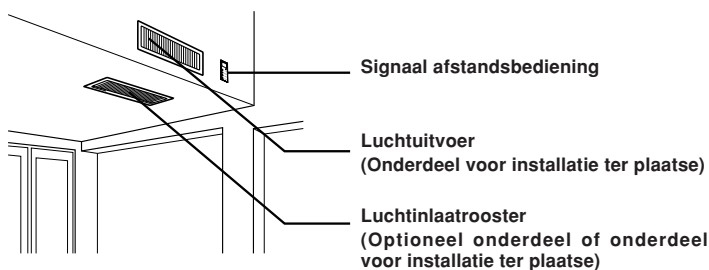 Signaal afstandsbediening
Luchtuitvoer
(Onderdeel voor installatie ter plaatse)
Luchtinlaatrooster
(Optioneel onderdeel of onderdeel
voor installatie ter plaatse)